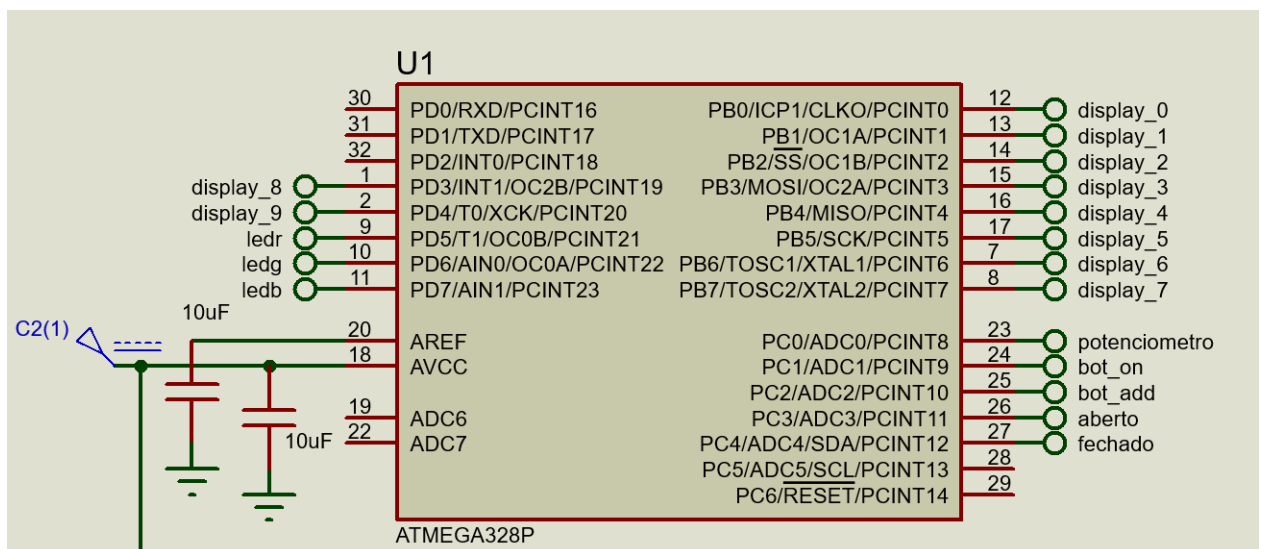 U1
30 PD0/RXD/PCINT16 PB0/ICP1/CLKO/PCINT0 12 display_0
31 PD1/TXD/PCINT17 PB1/OC1A/PCINT1 13 display_1
32 PD2/INT0/PCINT18 PB2/SS/OC1B/PCINT2 14 display_2
display_8 1 PD3/INT1/OC2B/PCINT19 PB3/MOSI/OC2A/PCINT3 15 display_3
display_9 2 PD4/T0/XCK/PCINT20 PB4/MISO/PCINT4 16 display_4
ledr 9 PD5/T1/OC0B/PCINT21 PB5/SCK/PCINT5 17 display_5
ledg 10 PD6/AIN0/OC0A/PCINT22 PB6/TOSC1/XTAL1/PCINT6 7 display_6
ledb 11 PD7/AIN1/PCINT23 PB7/TOSC2/XTAL2/PCINT7 8 display_7
10uF
C2(1) 20 AREF PC0/ADC0/PCINT8 23 potenciometro
18 AVCC PC1/ADC1/PCINT9 24 bot_on
PC2/ADC2/PCINT10 25 bot_add
19 ADC6 PC3/ADC3/PCINT11 26 aberto
10uF 22 ADC7 PC4/ADC4/SDA/PCINT12 27 fechado
PC5/ADC5/SCL/PCINT13 28
PC6/RESET/PCINT14 29
ATMEGA328P